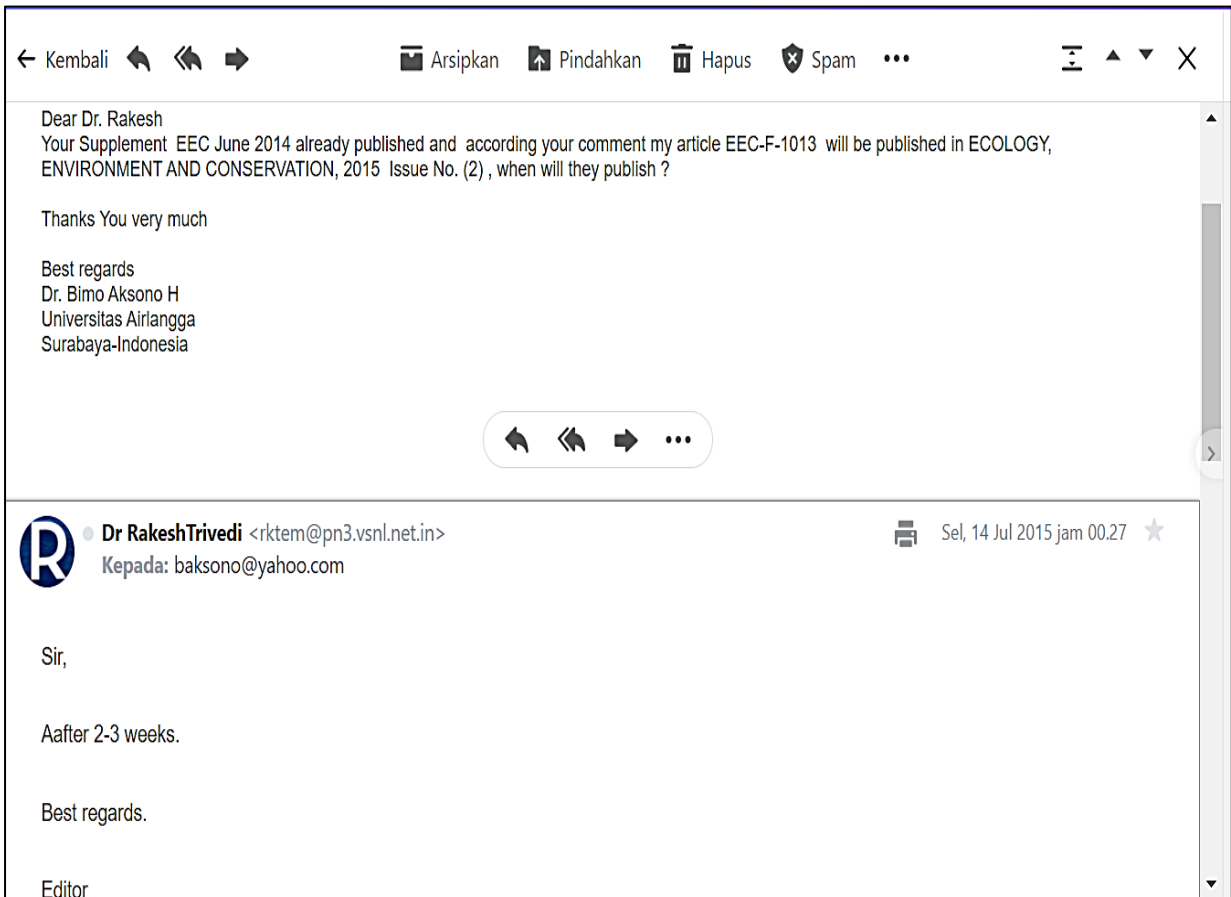 ← Kembali Arsipkan Pindahkan Hapus Spam •••
Dear Dr. Rakesh
Your Supplement EEC June 2014 already published and according your comment my article EEC-F-1013 will be published in ECOLOGY,
ENVIRONMENT AND CONSERVATION, 2015 Issue No. (2) , when will they publish ?
Thanks You very much
Best regards
Dr. Bimo Aksono H
Universitas Airlangga
Surabaya-Indonesia
R
Dr RakeshTrivedi <rktem@pn3.vsnl.net.in> Sel, 14 Jul 2015 jam 00.27
Kepada: baksono@yahoo.com
Sir,
Aafter 2-3 weeks.
Best regards.
Editor